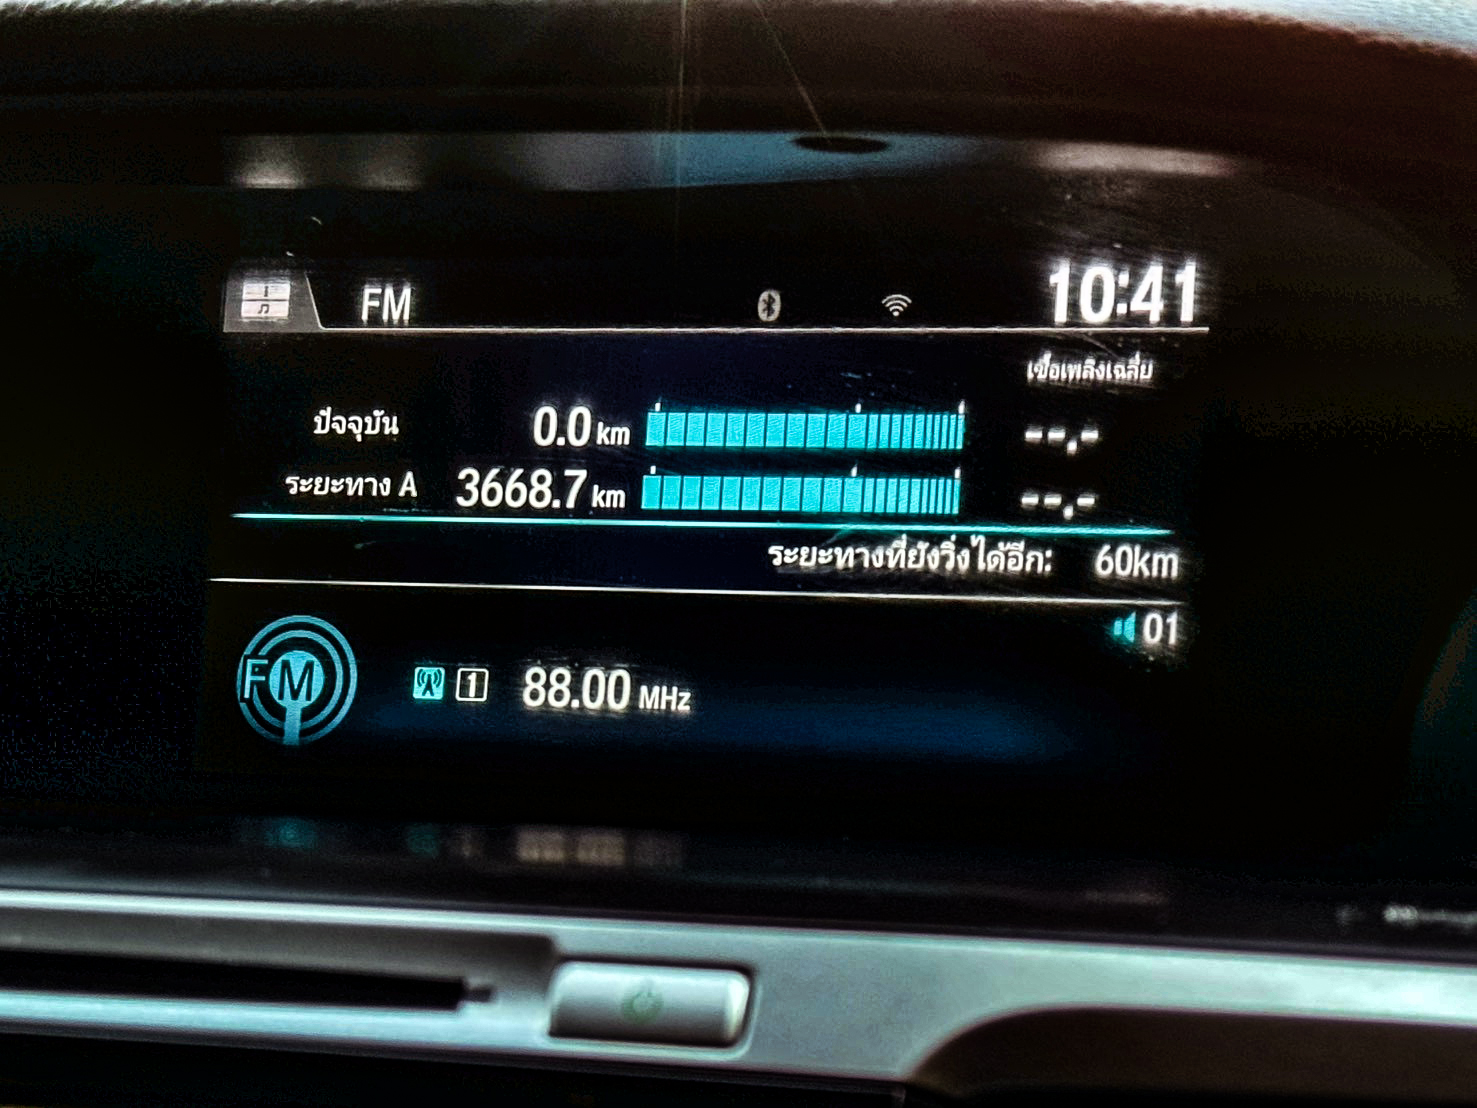 FM 10:41
เชื้อเพลิงเฉลี่ย
ปัจจุบัน 0.0 km --.-
ระยะทาง A 3668.7 km --.-
ระยะทางที่ยังวิ่งได้อีก: 60km
01
FM 1 88.00 MHz